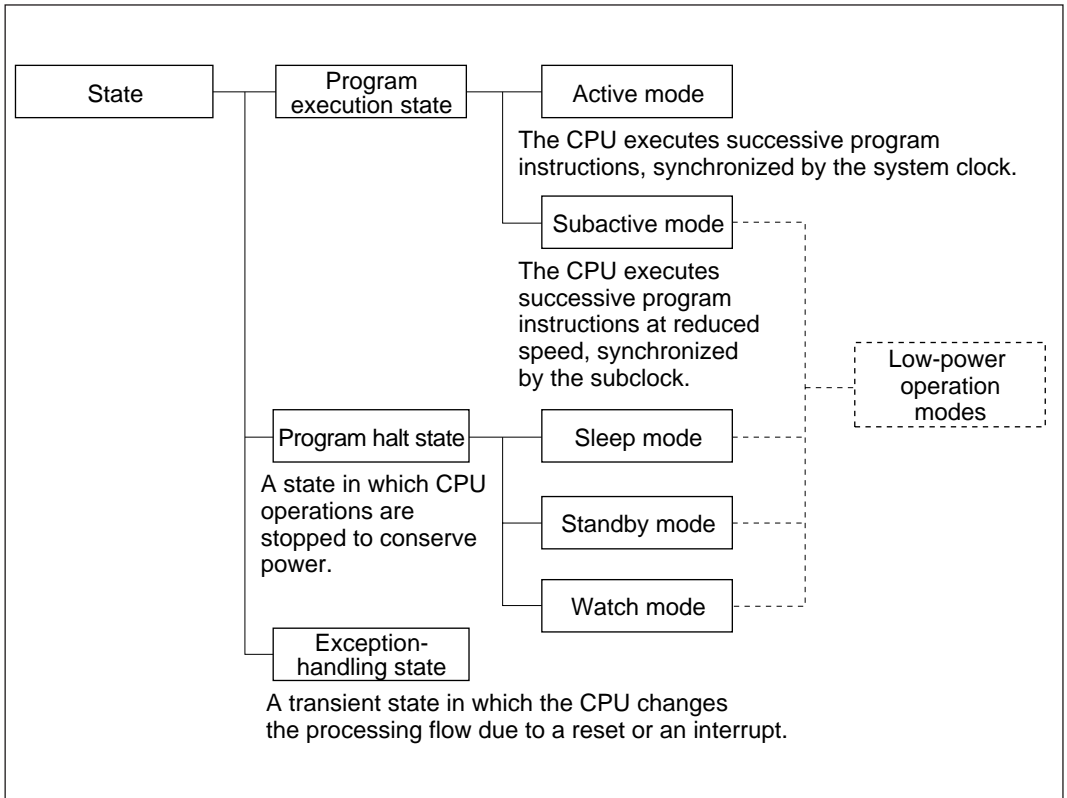 State
Program
execution state
Active mode
The CPU executes successive program
instructions, synchronized by the system clock.
Subactive mode
The CPU executes
successive program
instructions at reduced
speed, synchronized
by the subclock.
Low-power
operation
modes
Program halt state
A state in which CPU
operations are
stopped to conserve
power.
Sleep mode
Standby mode
Watch mode
Exception-
handling state
A transient state in which the CPU changes
the processing flow due to a reset or an interrupt.